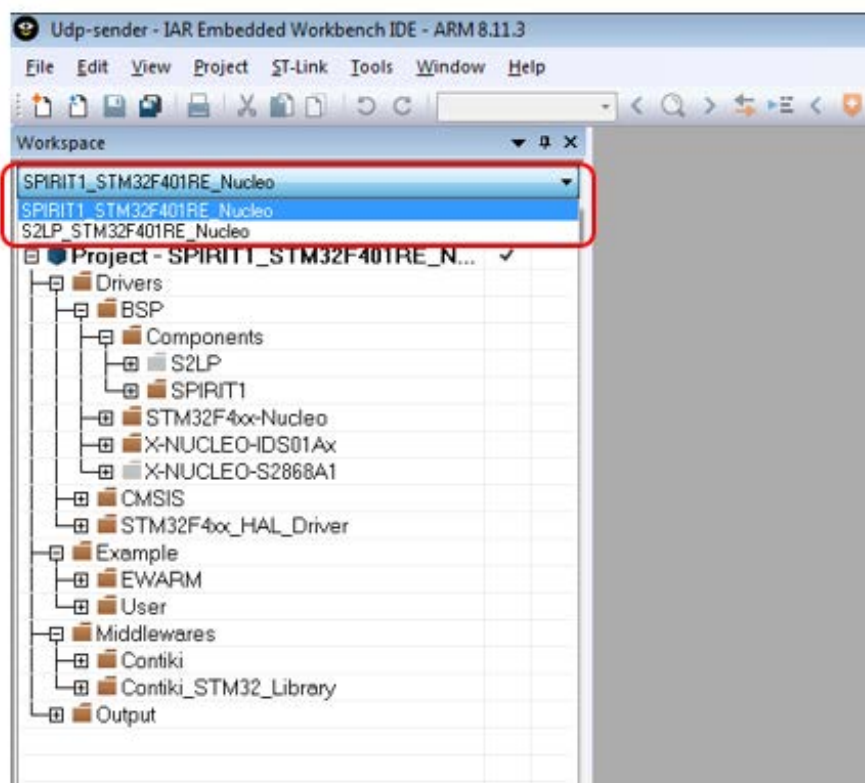 Udp-sender - IAR Embedded Workbench IDE - ARM 8.11.3
File Edit View Project ST-Link Tools Window Help
Workspace
SPIRIT1_STM32F401RE_Nucleo
SPIRIT1_STM32F401RE_Nucleo
S2LP_STM32F401RE_Nucleo
Project - SPIRIT1_STM32F401RE_N...
Drivers
BSP
Components
S2LP
SPIRIT1
STM32F4xx-Nucleo
X-NUCLEO-IDS01Ax
X-NUCLEO-S2868A1
CMSIS
STM32F4xx_HAL_Driver
Example
EWARM
User
Middlewares
Contiki
Contiki_STM32_Library
Output